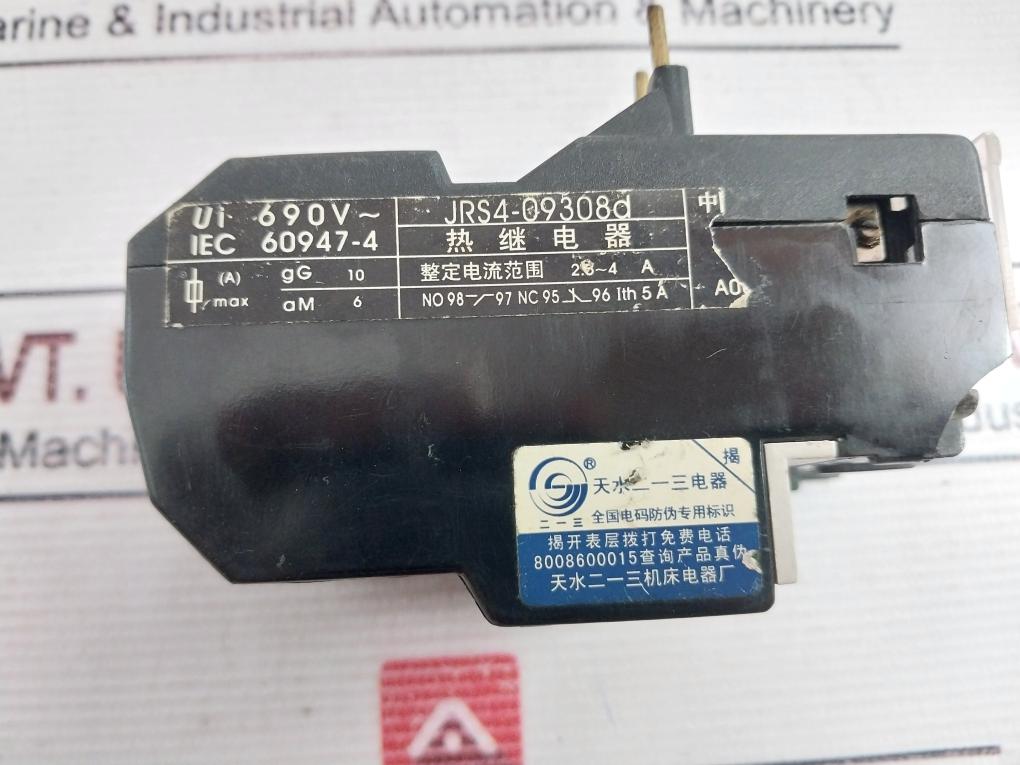 arine & Industrial Automation & Machinery
Ui 690V~
IEC 60947-4
JRS4-09308d
热继电器
中
(A) gG 10
max aM 6
整定电流范围 2.5~4 A
NO 98 97 NC 95 96 Ith 5 A
A0
VT.
Machin
dus
揭
® 天水二一三电器
二一三 全国电码防伪专用标识
揭开表层拨打免费电话
8008600015查询产品真伪
天水二一三机床电器厂